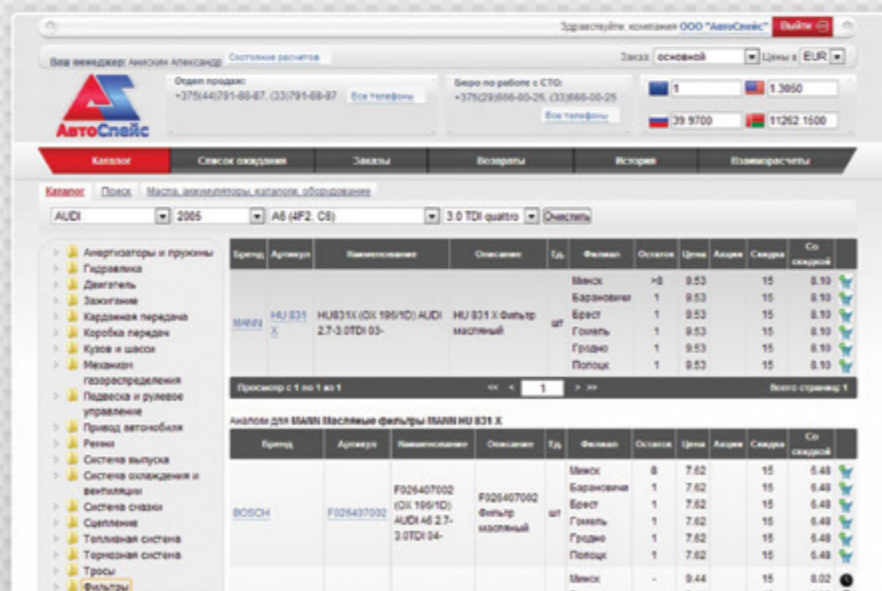 Здравствуйте, компания ООО "АвтоСпейс" Выйти
Ваш менеджер: Анискин Александр Состояние расчетов Заказ: основной Цены в EUR
Отдел продаж: Бюро по работе с СТО:
+375(44)791-88-87, (33)791-88-87 Все телефоны +375(29)666-00-25, (33)666-00-25 1 1.3050
Все телефоны 39.9700 11262.1500
АвтоСпейс
Каталог Список ожидания Заказы Возвраты История Взаиморасчеты
Каталог Поиск Масла, аккумуляторы, каталоги, оборудование
AUDI 2005 A6 (4F2, C6) 3.0 TDI quattro Очистить
Амортизаторы и пружины
Гидравлика
Двигатель
Зажигание
Карданная передача
Коробка передач
Кузов и шасси
Механизм
газораспределения
Подвеска и рулевое
управление
Привод автомобиля
Ремни
Система выпуска
Система охлаждения и
вентиляции
Система смазки
Сцепление
Топливная система
Тормозная система
Тросы
Фильтры
Бренд Артикул Наименование Описание Ед. Филиал Остаток Цена Акция Скидка Со скидкой
MANN HU 831 X HU831X (OX 196/1D) AUDI 2.7-3.0TDI 03- HU 831 X Фильтр масляный шт
Минск >8 9.53 15 8.10
Барановичи 1 9.53 15 8.10
Брест 1 9.53 15 8.10
Гомель 1 9.53 15 8.10
Гродно 1 9.53 15 8.10
Полоцк 1 9.53 15 8.10
Просмотр с 1 по 1 из 1 << < 1 > >> Всего страниц: 1
Аналоги для MANN Масляные фильтры MANN HU 831 X
Бренд Артикул Наименование Описание Ед. Филиал Остаток Цена Акция Скидка Со скидкой
BOSCH F026407002 F026407002 (OX 196/1D) AUDI A6 2.7-3.0TDI 04- F026407002 Фильтр масляный шт
Минск 8 7.62 15 6.48
Барановичи 1 7.62 15 6.48
Брест 1 7.62 15 6.48
Гомель 1 7.62 15 6.48
Гродно 1 7.62 15 6.48
Полоцк 1 7.62 15 6.48
Минск - 9.44 15 8.02